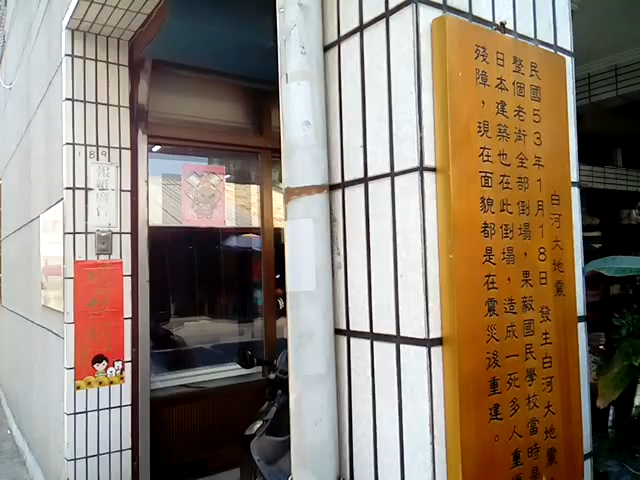 白河大地震
民國53年1月18日 發生白河大地震
整個老街全部倒塌，果毅國民學校當時是
日本建築也在此倒塌，造成一死多人重
殘障，現在面貌都是在震災後重建。
189